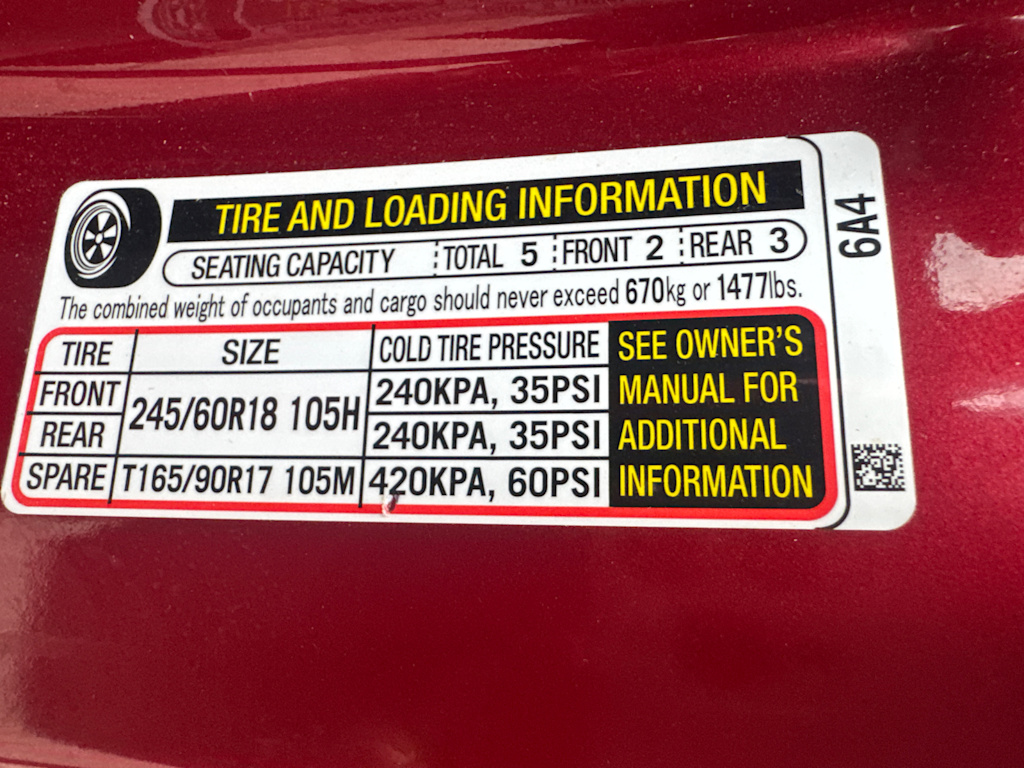 TIRE AND LOADING INFORMATION
SEATING CAPACITY TOTAL 5 FRONT 2 REAR 3
The combined weight of occupants and cargo should never exceed 670kg or 1477lbs.
TIRE SIZE COLD TIRE PRESSURE
FRONT 245/60R18 105H 240KPA, 35PSI
REAR 240KPA, 35PSI
SPARE T165/90R17 105M 420KPA, 60PSI
SEE OWNER'S
MANUAL FOR
ADDITIONAL
INFORMATION
6A4